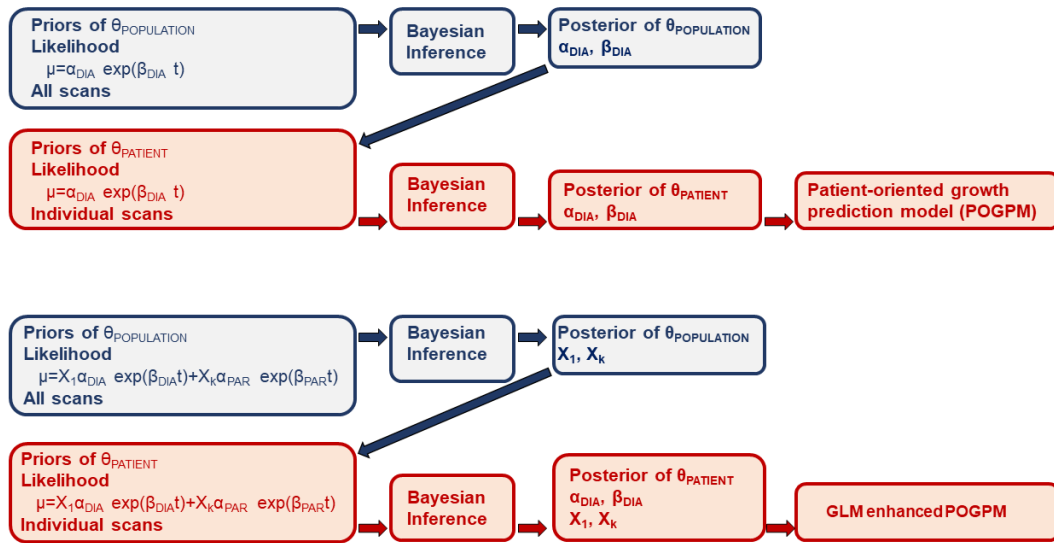 Priors of θPOPULATION
Likelihood
μ=αDIA exp(βDIA t)
All scans
Bayesian
Inference
Posterior of θPOPULATION
αDIA, βDIA
Priors of θPATIENT
Likelihood
μ=αDIA exp(βDIA t)
Individual scans
Bayesian
Inference
Posterior of θPATIENT
αDIA, βDIA
Patient-oriented growth
prediction model (POGPM)
Priors of θPOPULATION
Likelihood
μ=X1αDIA exp(βDIAt)+XkαPAR exp(βPARt)
All scans
Bayesian
Inference
Posterior of θPOPULATION
X1, Xk
Priors of θPATIENT
Likelihood
μ=X1αDIA exp(βDIAt)+XkαPAR exp(βPARt)
Individual scans
Bayesian
Inference
Posterior of θPATIENT
αDIA, βDIA
X1, Xk
GLM enhanced POGPM